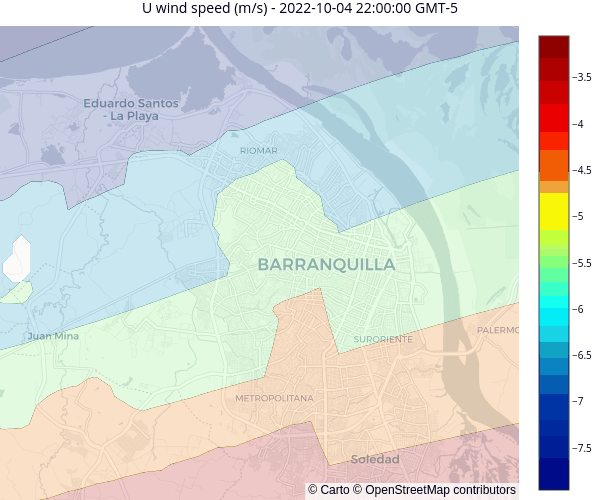 U wind speed (m/s) - 2022-10-04 22:00:00 GMT-5
Eduardo Santos
- La Playa
RIOMAR
BARRANQUILLA
Juan Mina
SURORIENTE
PALERMO
METROPOLITANA
Soledad
© Carto © OpenStreetMap contributors
−3.5
−4
−4.5
−5
−5.5
−6
−6.5
−7
−7.5